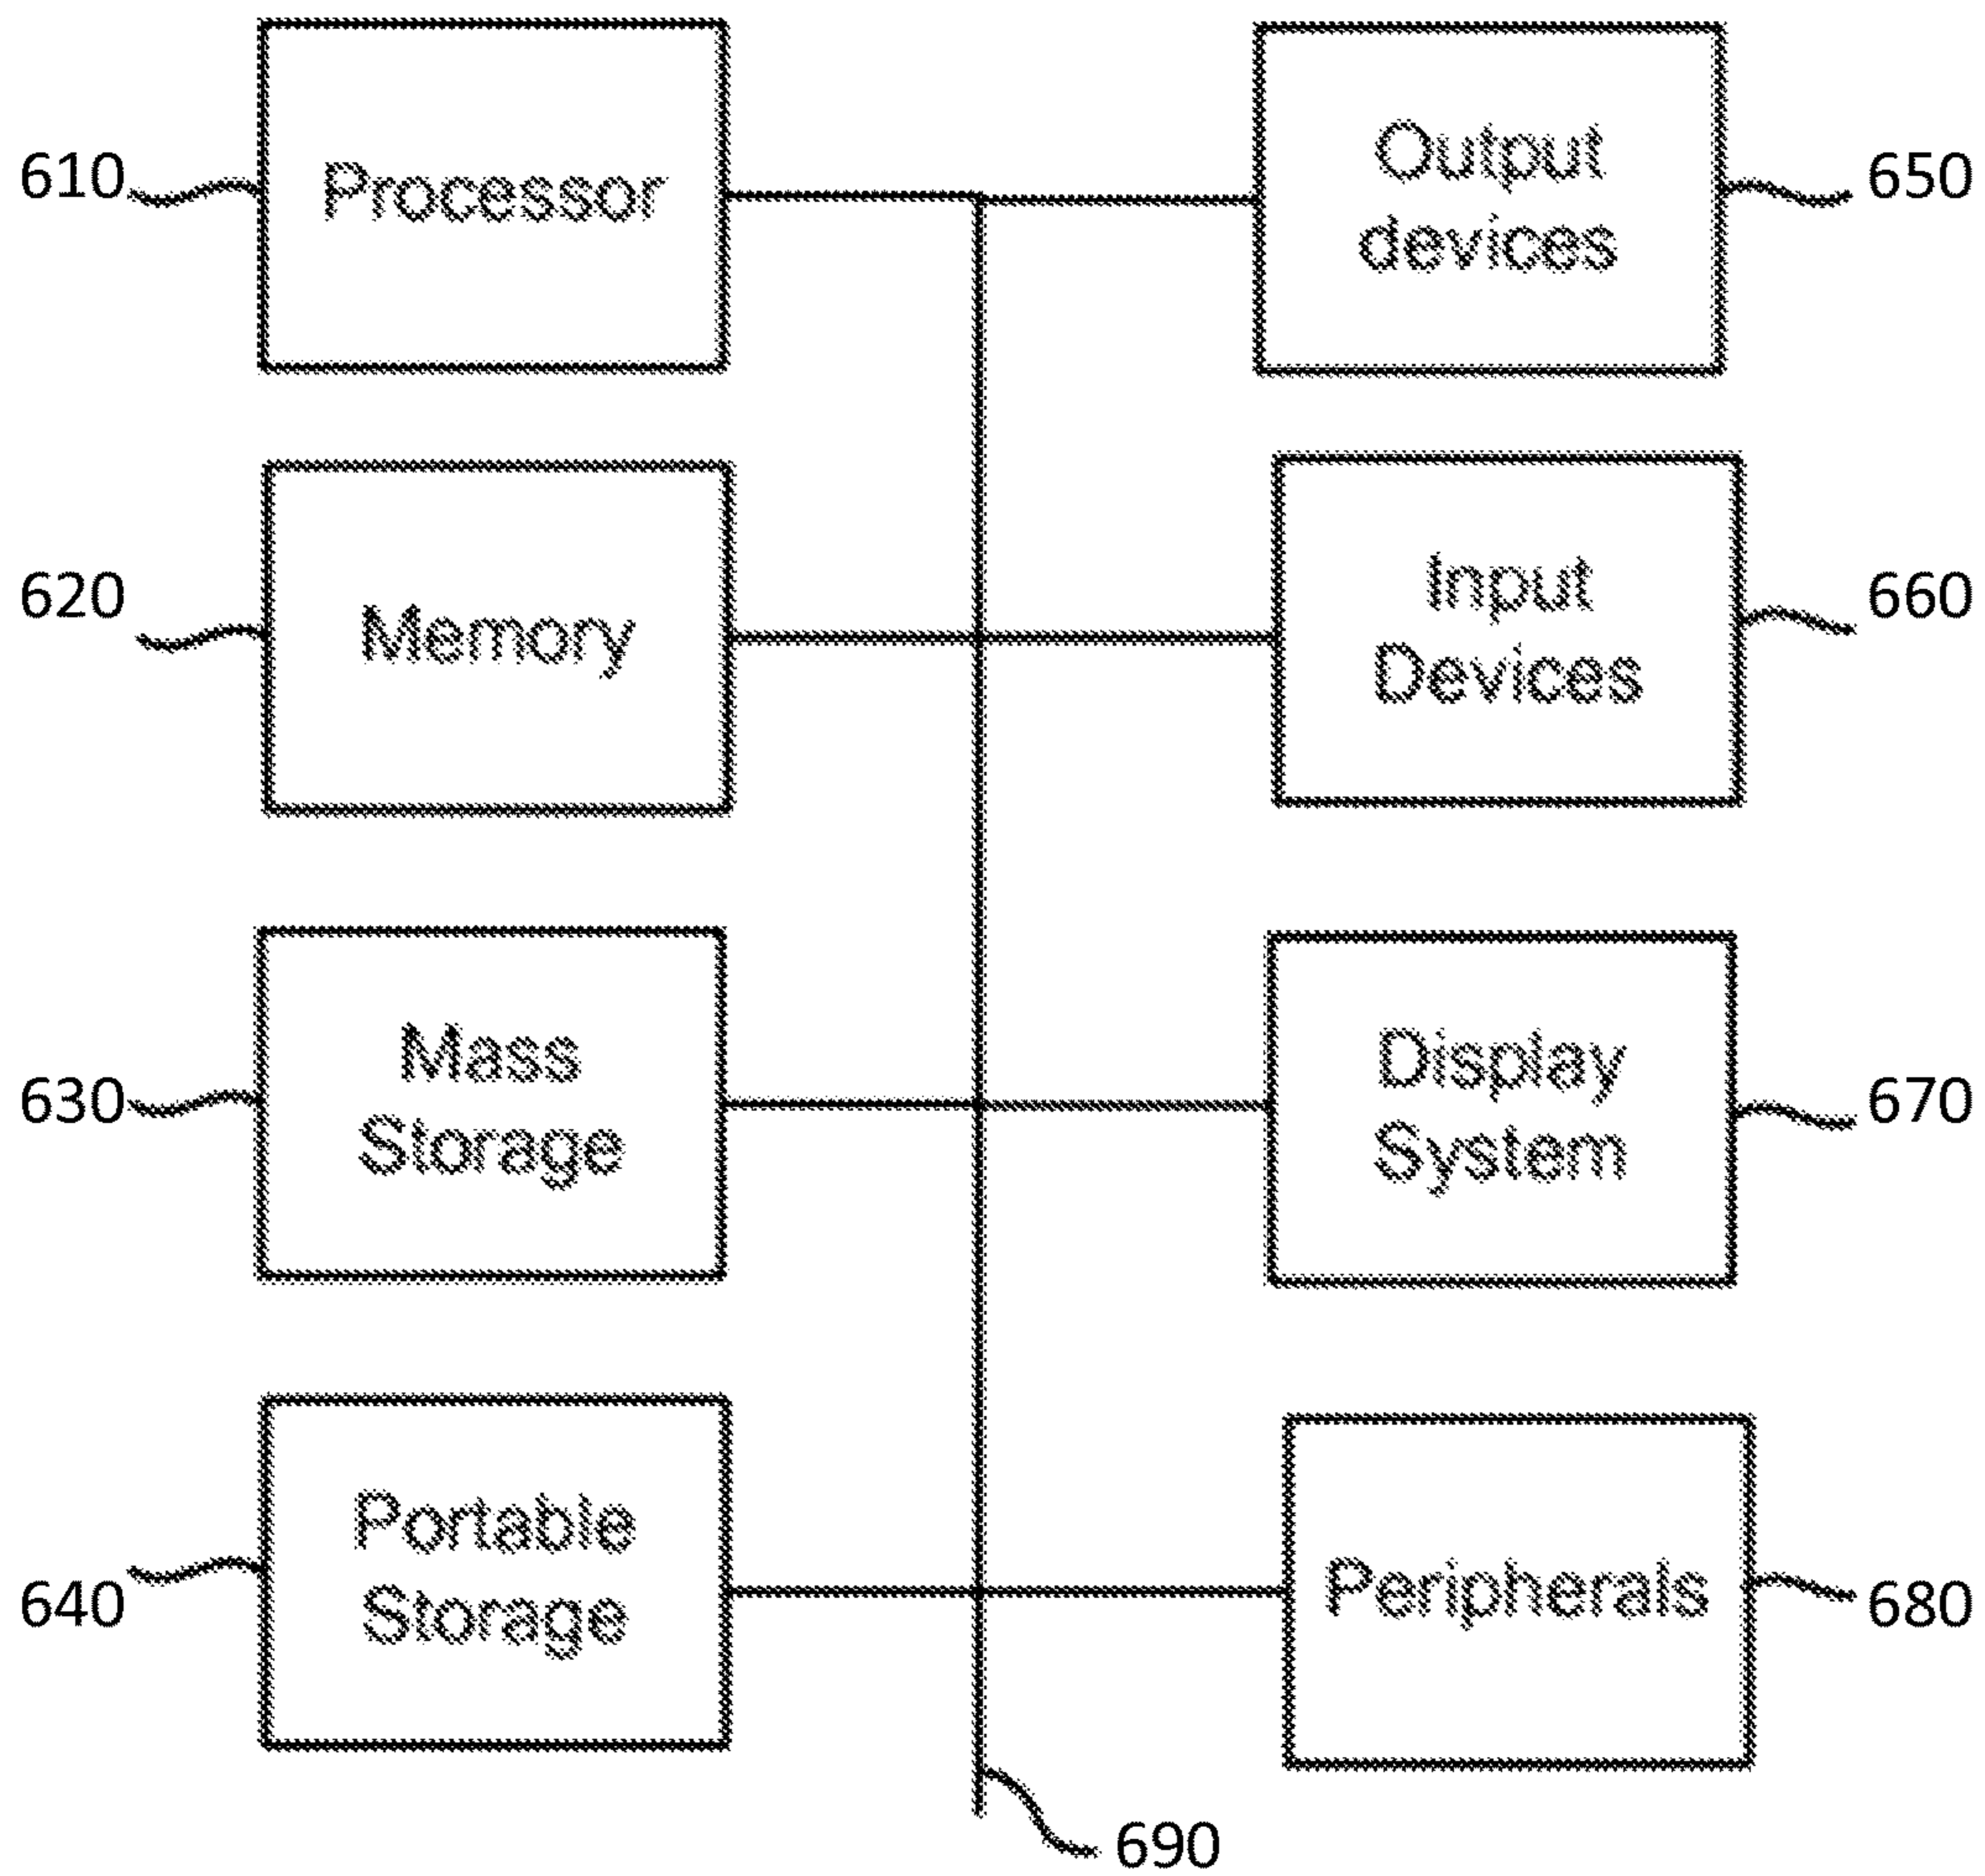 610
Processor
Output
devices
650
620
Memory
Input
Devices
660
630
Mass
Storage
Display
System
670
640
Portable
Storage
Peripherals
680
690